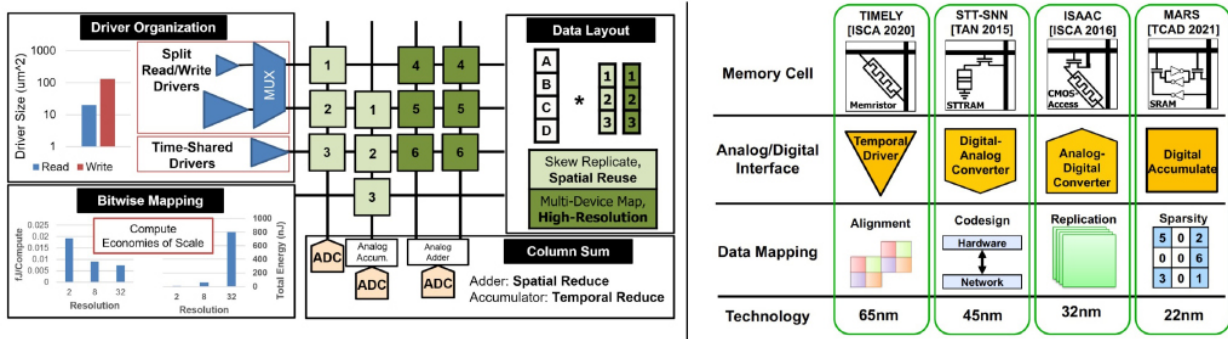 Driver Organization
Driver Size (um^2)
1000
100
10
1
Read
Write
Split
Read/Write
Drivers
MUX
Time-Shared
Drivers
Bitwise Mapping
Compute
Economies of Scale
fJ/Compute
0.025
0.02
0.015
0.01
0.005
0
2
8
32
Resolution
2
8
32
Resolution
1000
800
600
400
200
0
Total Energy (nJ)
1
4
4
2
1
5
5
3
2
6
6
3
Data Layout
A
B
C
D
*
1
1
2
2
3
3
Skew Replicate,
Spatial Reuse
Multi-Device Map,
High-Resolution
Column Sum
ADC
Analog
Accum.
ADC
Analog
Adder
ADC
Adder: Spatial Reduce
Accumulator: Temporal Reduce
TIMELY
[ISCA 2020]
STT-SNN
[TAN 2015]
ISAAC
[ISCA 2016]
MARS
[TCAD 2021]
Memory Cell
Memristor
STTRAM
CMOS-
Access
SRAM
Analog/Digital
Interface
Temporal
Driver
Digital-
Analog
Converter
Analog-
Digital
Converter
Digital
Accumulate
Data Mapping
Alignment
Codesign
Hardware
Network
Replication
Sparsity
5 0 2
0 0 6
3 0 1
Technology
65nm
45nm
32nm
22nm